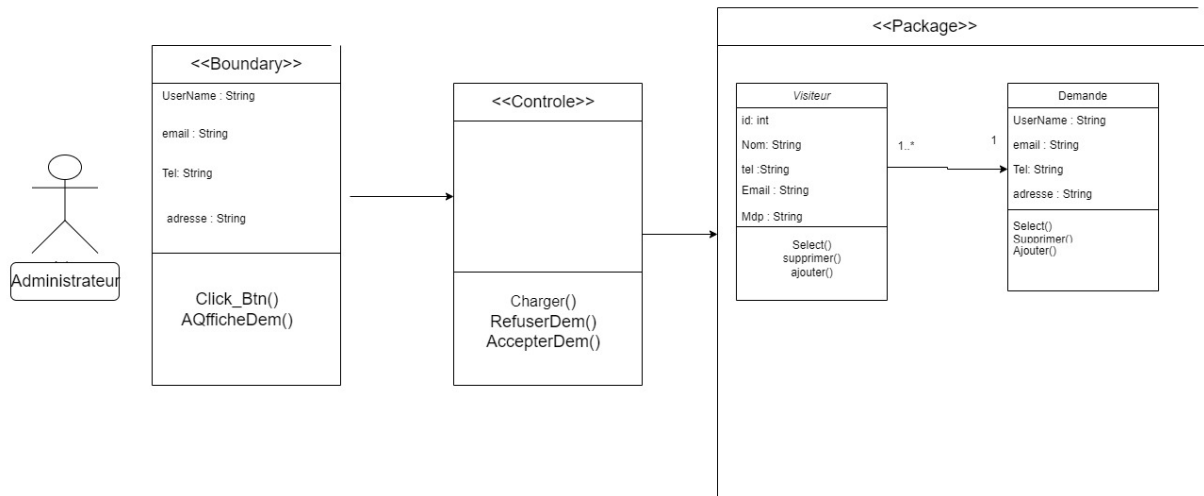 Administrateur
<<Boundary>>
UserName : String
email : String
Tel: String
adresse : String
Click_Btn()
AQfficheDem()
<<Controle>>
Charger()
RefuserDem()
AccepterDem()
<<Package>>
Visiteur
id: int
Nom: String
tel :String
Email : String
Mdp : String
Select()
supprimer()
ajouter()
1..*
1
Demande
UserName : String
email : String
Tel: String
adresse : String
Select()
Supprimer()
Ajouter()